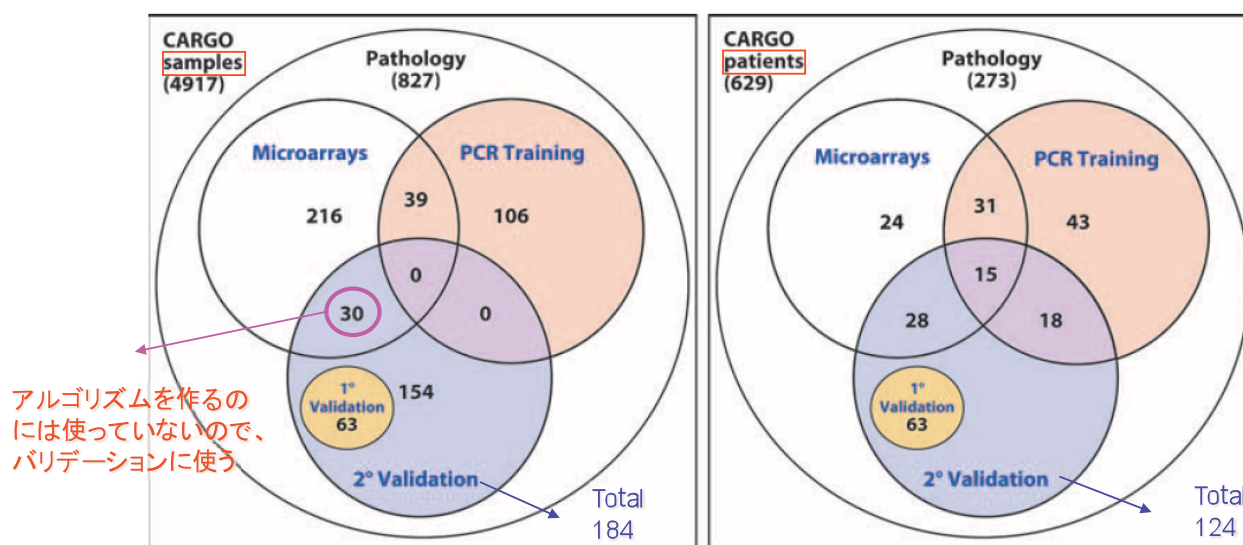 CARGO
samples
(4917)
Pathology
(827)
Microarrays
PCR Training
39
216
106
0
30
0
154
1°
Validation
63
2° Validation
Total
184
アルゴリズムを作るの
には使っていないので、
バリデーションに使う
CARGO
patients
(629)
Pathology
(273)
Microarrays
PCR Training
31
24
43
15
28
18
1°
Validation
63
2° Validation
Total
124